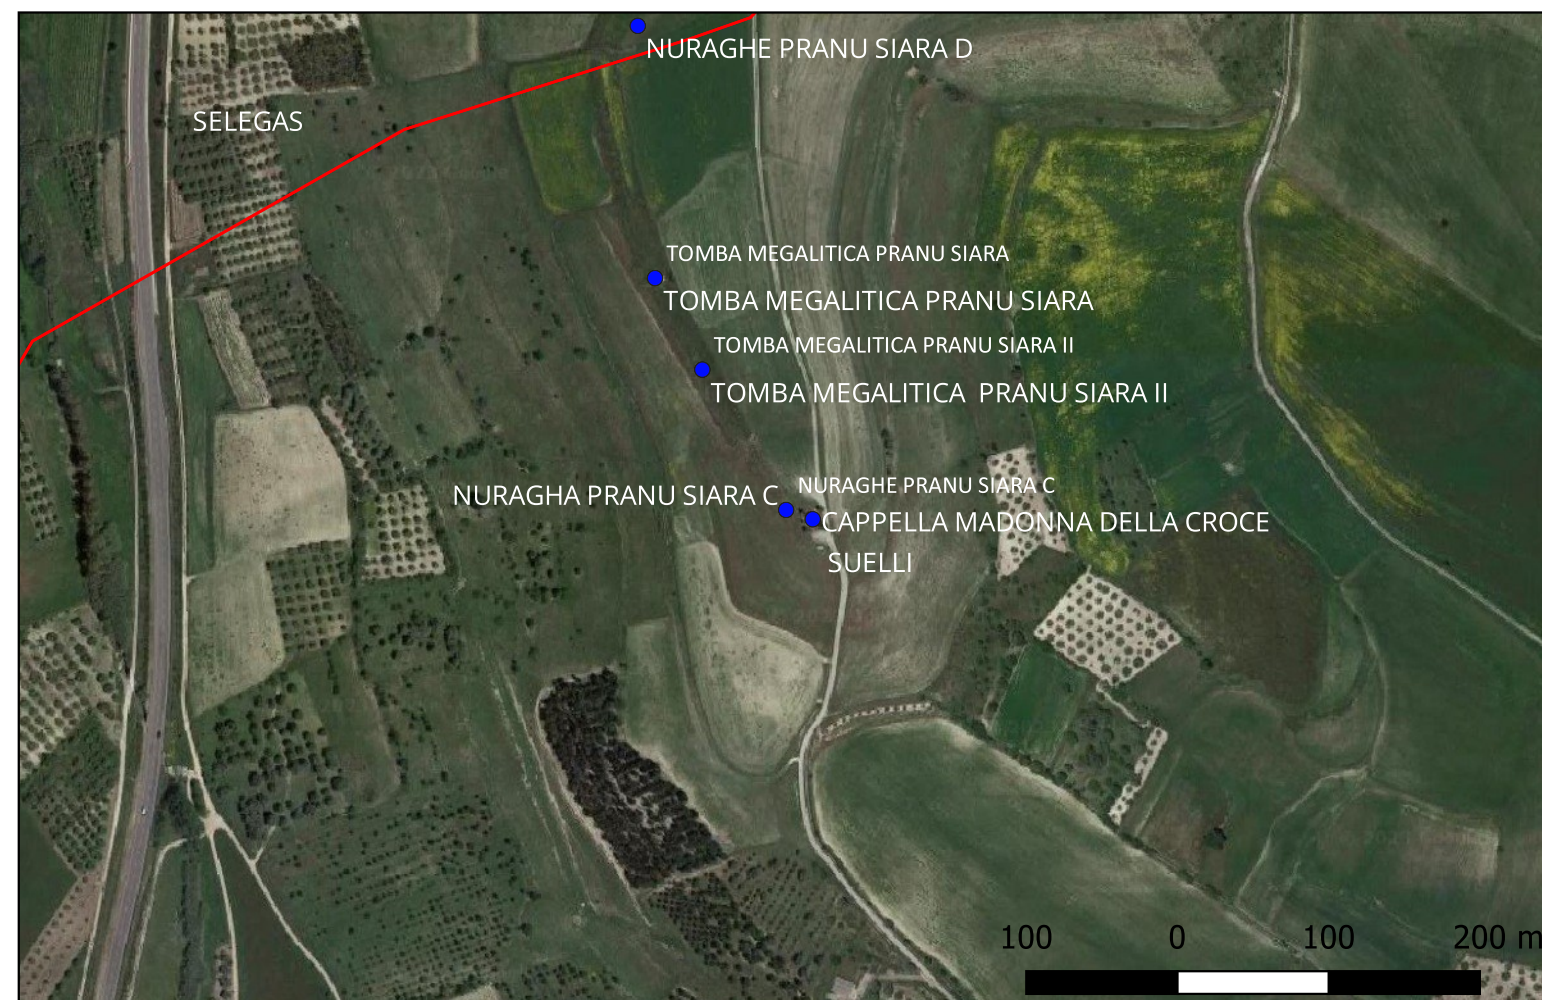 NURAGHE PRANU SIARA D
SELEGAS
TOMBA MEGALITICA PRANU SIARA
TOMBA MEGALITICA PRANU SIARA
TOMBA MEGALITICA PRANU SIARA II
TOMBA MEGALITICA  PRANU SIARA II
NURAGHA PRANU SIARA C
NURAGHE PRANU SIARA C
CAPPELLA MADONNA DELLA CROCE
SUELLI
100 0 100 200 m